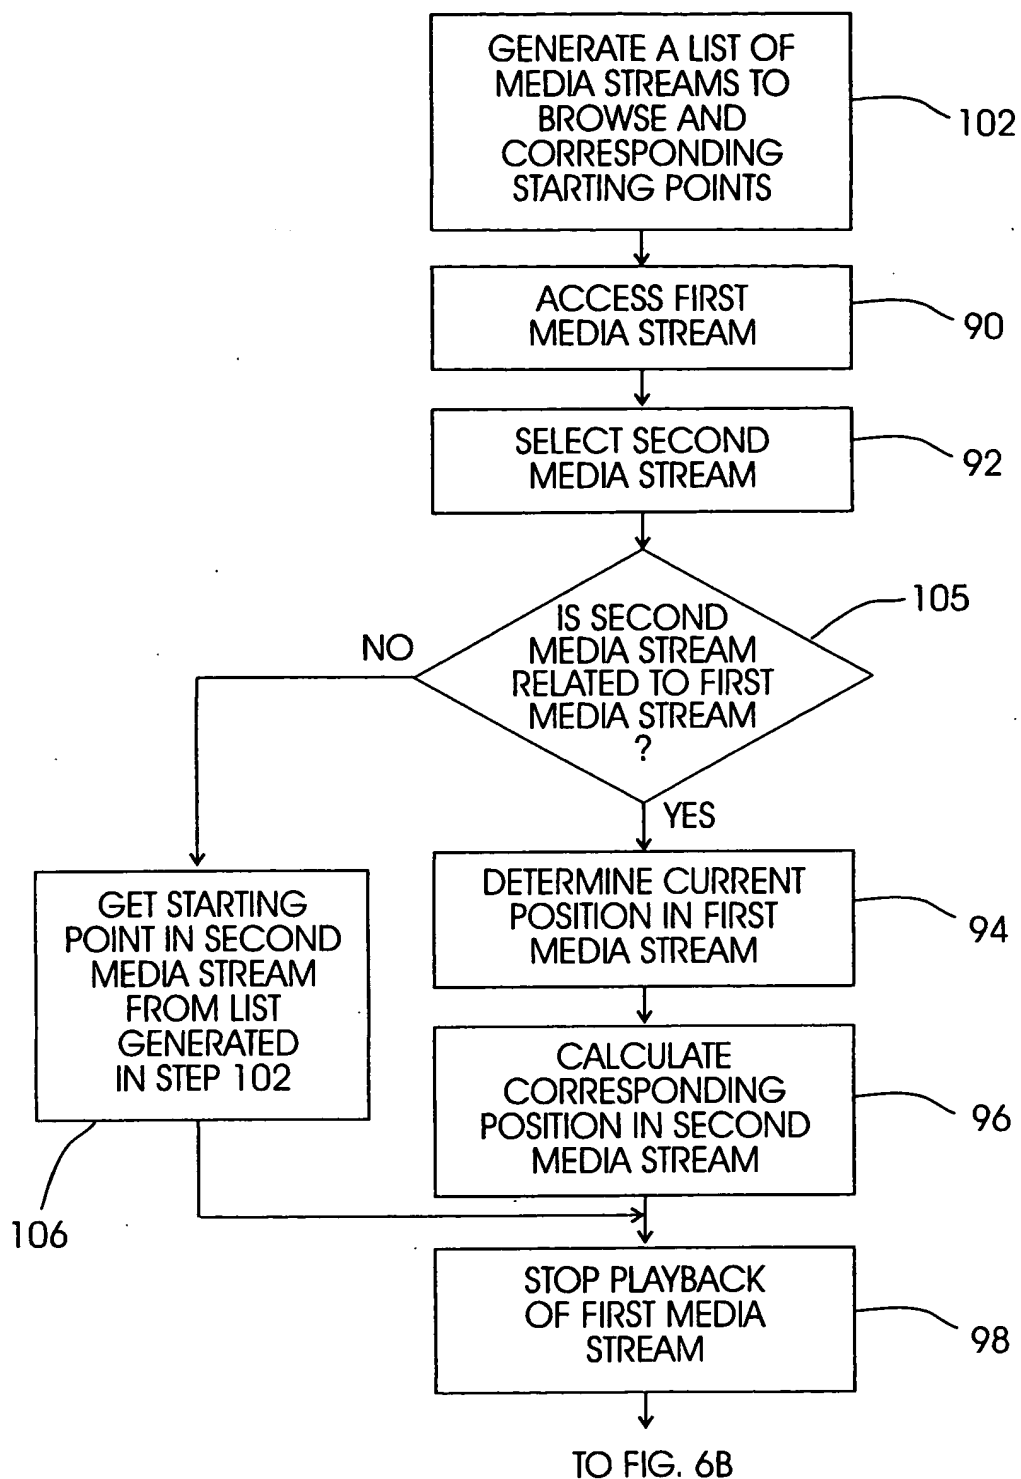 GENERATE A LIST OF
MEDIA STREAMS TO
BROWSE AND
CORRESPONDING
STARTING POINTS
102
ACCESS FIRST
MEDIA STREAM
90
SELECT SECOND
MEDIA STREAM
92
IS SECOND
MEDIA STREAM
RELATED TO FIRST
MEDIA STREAM
?
105
NO
YES
GET STARTING
POINT IN SECOND
MEDIA STREAM
FROM LIST
GENERATED
IN STEP 102
106
DETERMINE CURRENT
POSITION IN FIRST
MEDIA STREAM
94
CALCULATE
CORRESPONDING
POSITION IN SECOND
MEDIA STREAM
96
STOP PLAYBACK
OF FIRST MEDIA
STREAM
98
TO FIG. 6B